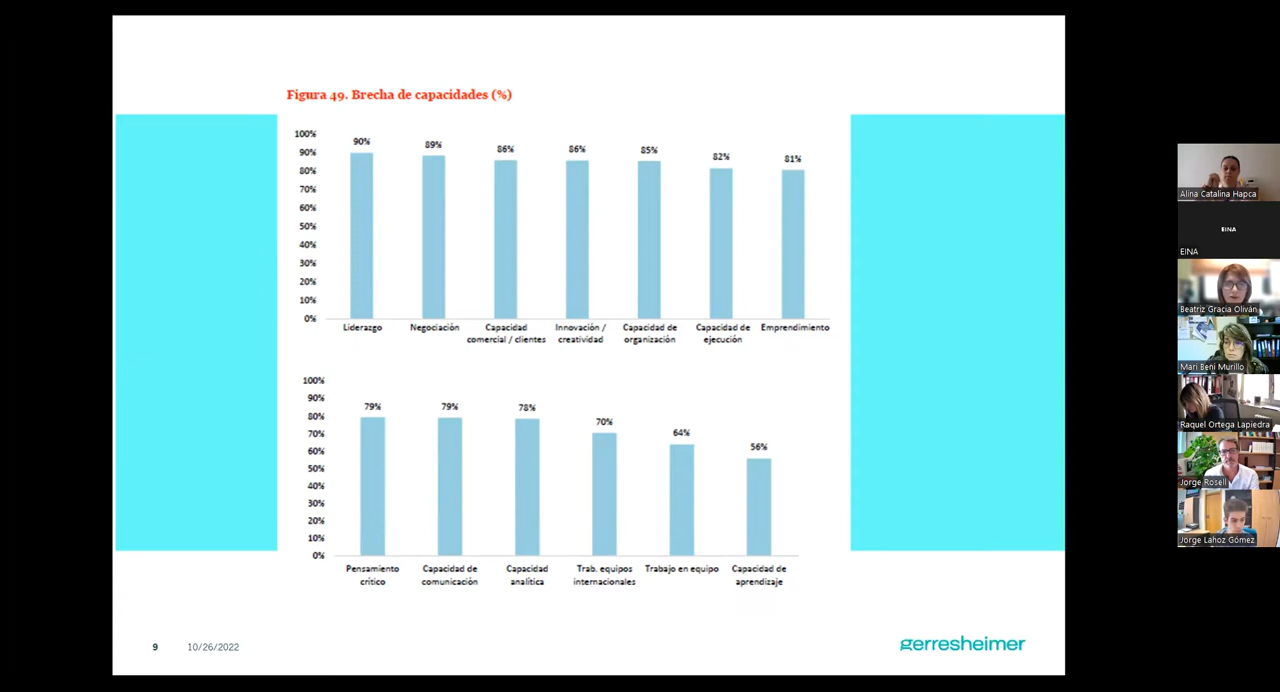 Figura 49. Brecha de capacidades (%)
100%
90%
80%
70%
60%
50%
40%
30%
20%
10%
0%
90%
89%
86%
86%
85%
82%
81%
Liderazgo
Negociación
Capacidad
comercial / clientes
Innovación /
creatividad
Capacidad de
organización
Capacidad de
ejecución
Emprendimiento
100%
90%
80%
70%
60%
50%
40%
30%
20%
10%
0%
79%
79%
78%
70%
64%
56%
Pensamiento
crítico
Capacidad de
comunicación
Capacidad
analítica
Trab. equipos
internacionales
Trabajo en equipo
Capacidad de
aprendizaje
9
10/26/2022
gerresheimer
Alina Catalina Hapca
EINA
EINA
Beatriz Gracia Oliván
Mari Beni Murillo
Raquel Ortega Lapiedra
Jorge Rosell
Jorge Lahoz Gómez